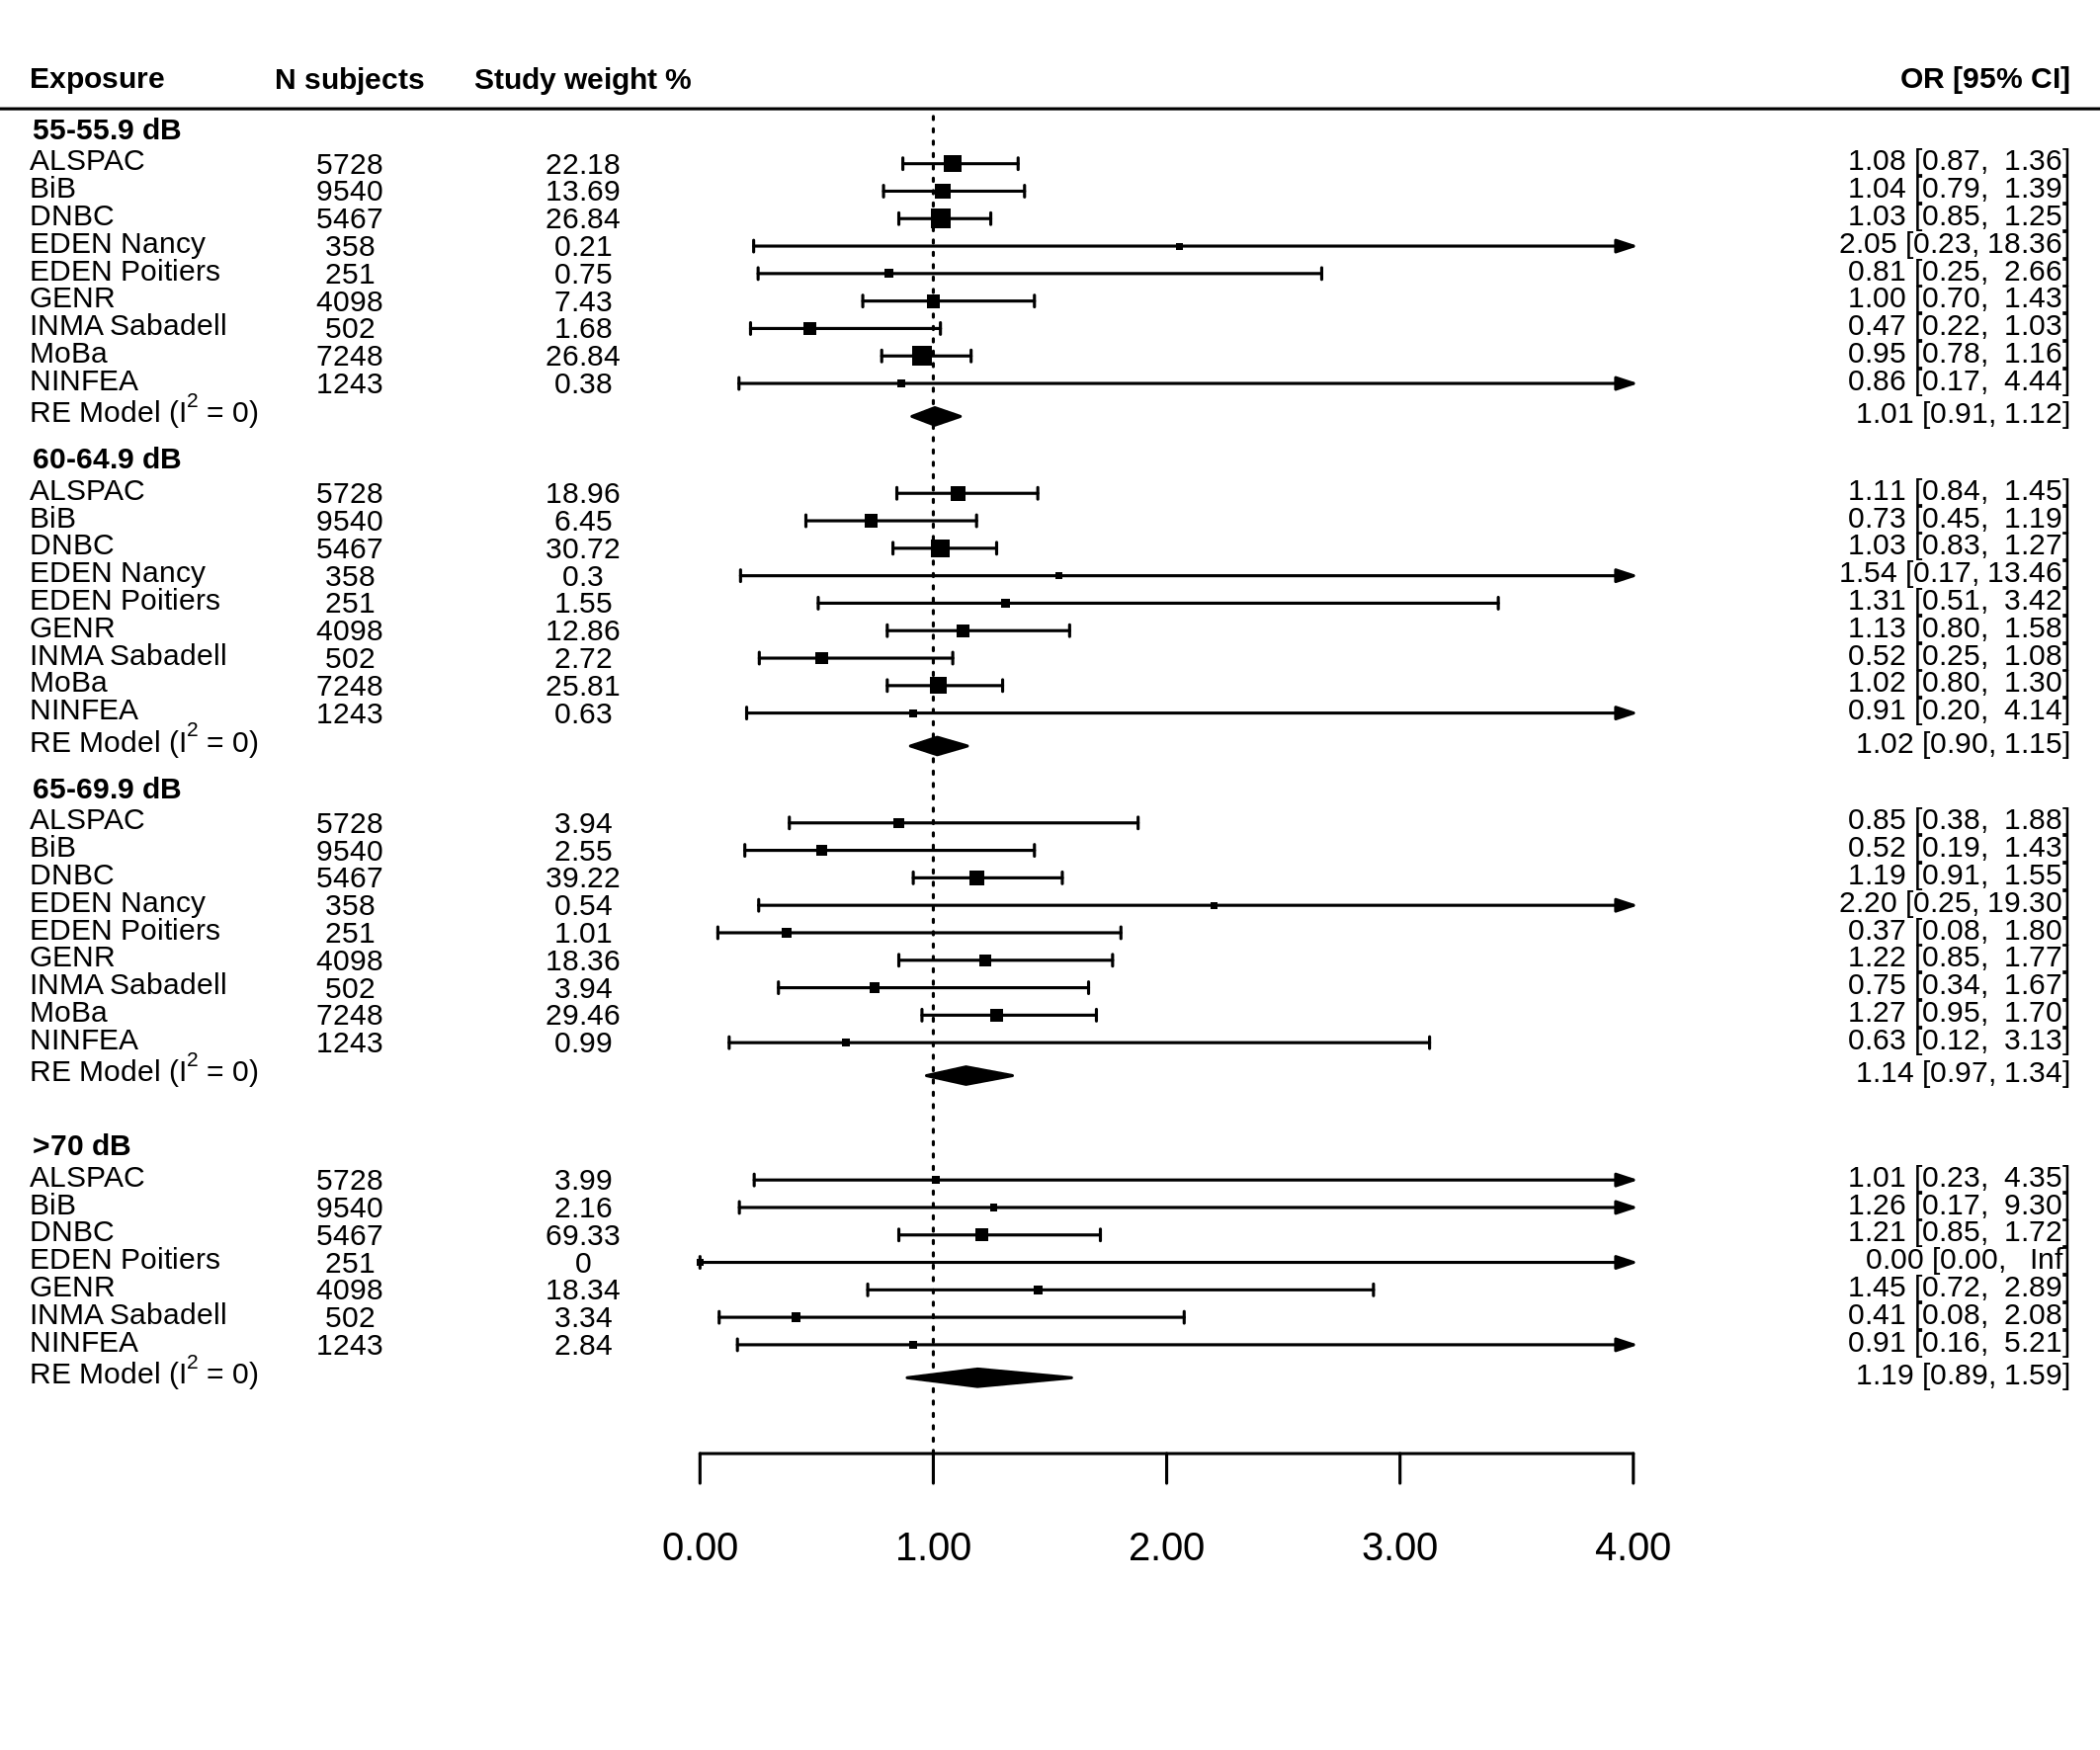 Exposure N subjects Study weight % OR [95% CI]
55-55.9 dB
ALSPAC 5728 22.18 1.08 [0.87, 1.36]
BiB 9540 13.69 1.04 [0.79, 1.39]
DNBC 5467 26.84 1.03 [0.85, 1.25]
EDEN Nancy 358 0.21 2.05 [0.23, 18.36]
EDEN Poitiers 251 0.75 0.81 [0.25, 2.66]
GENR 4098 7.43 1.00 [0.70, 1.43]
INMA Sabadell 502 1.68 0.47 [0.22, 1.03]
MoBa 7248 26.84 0.95 [0.78, 1.16]
NINFEA 1243 0.38 0.86 [0.17, 4.44]
RE Model (I² = 0) 1.01 [0.91, 1.12]
60-64.9 dB
ALSPAC 5728 18.96 1.11 [0.84, 1.45]
BiB 9540 6.45 0.73 [0.45, 1.19]
DNBC 5467 30.72 1.03 [0.83, 1.27]
EDEN Nancy 358 0.3 1.54 [0.17, 13.46]
EDEN Poitiers 251 1.55 1.31 [0.51, 3.42]
GENR 4098 12.86 1.13 [0.80, 1.58]
INMA Sabadell 502 2.72 0.52 [0.25, 1.08]
MoBa 7248 25.81 1.02 [0.80, 1.30]
NINFEA 1243 0.63 0.91 [0.20, 4.14]
RE Model (I² = 0) 1.02 [0.90, 1.15]
65-69.9 dB
ALSPAC 5728 3.94 0.85 [0.38, 1.88]
BiB 9540 2.55 0.52 [0.19, 1.43]
DNBC 5467 39.22 1.19 [0.91, 1.55]
EDEN Nancy 358 0.54 2.20 [0.25, 19.30]
EDEN Poitiers 251 1.01 0.37 [0.08, 1.80]
GENR 4098 18.36 1.22 [0.85, 1.77]
INMA Sabadell 502 3.94 0.75 [0.34, 1.67]
MoBa 7248 29.46 1.27 [0.95, 1.70]
NINFEA 1243 0.99 0.63 [0.12, 3.13]
RE Model (I² = 0) 1.14 [0.97, 1.34]
>70 dB
ALSPAC 5728 3.99 1.01 [0.23, 4.35]
BiB 9540 2.16 1.26 [0.17, 9.30]
DNBC 5467 69.33 1.21 [0.85, 1.72]
EDEN Poitiers 251 0 0.00 [0.00, Inf]
GENR 4098 18.34 1.45 [0.72, 2.89]
INMA Sabadell 502 3.34 0.41 [0.08, 2.08]
NINFEA 1243 2.84 0.91 [0.16, 5.21]
RE Model (I² = 0) 1.19 [0.89, 1.59]
0.00 1.00 2.00 3.00 4.00